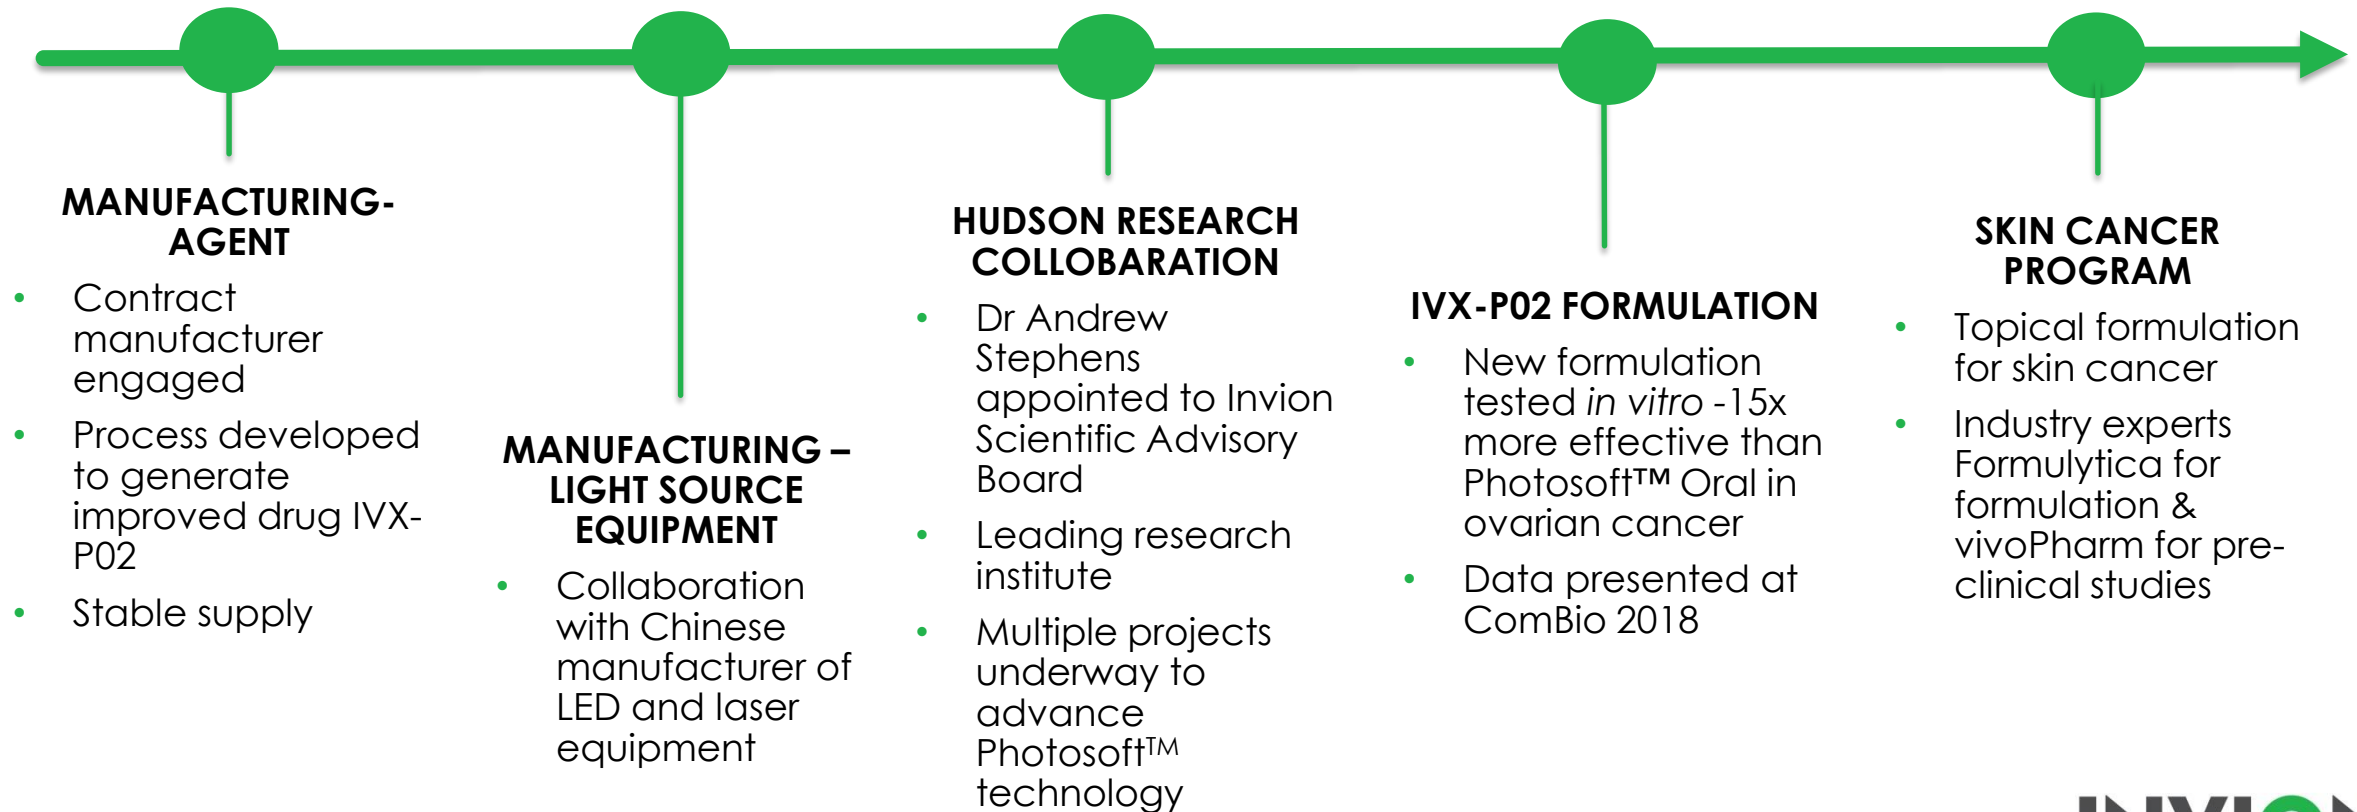 MANUFACTURING-
AGENT
• Contract
manufacturer
engaged
• Process developed
to generate
improved drug IVX-
P02
• Stable supply
MANUFACTURING –
LIGHT SOURCE
EQUIPMENT
• Collaboration
with Chinese
manufacturer of
LED and laser
equipment
HUDSON RESEARCH
COLLOBARATION
• Dr Andrew
Stephens
appointed to Invion
Scientific Advisory
Board
• Leading research
institute
• Multiple projects
underway to
advance
Photosoft™
technology
IVX-P02 FORMULATION
• New formulation
tested in vitro -15x
more effective than
Photosoft™ Oral in
ovarian cancer
• Data presented at
ComBio 2018
SKIN CANCER
PROGRAM
• Topical formulation
for skin cancer
• Industry experts
Formulytica for
formulation &
vivoPharm for pre-
clinical studies
INVION